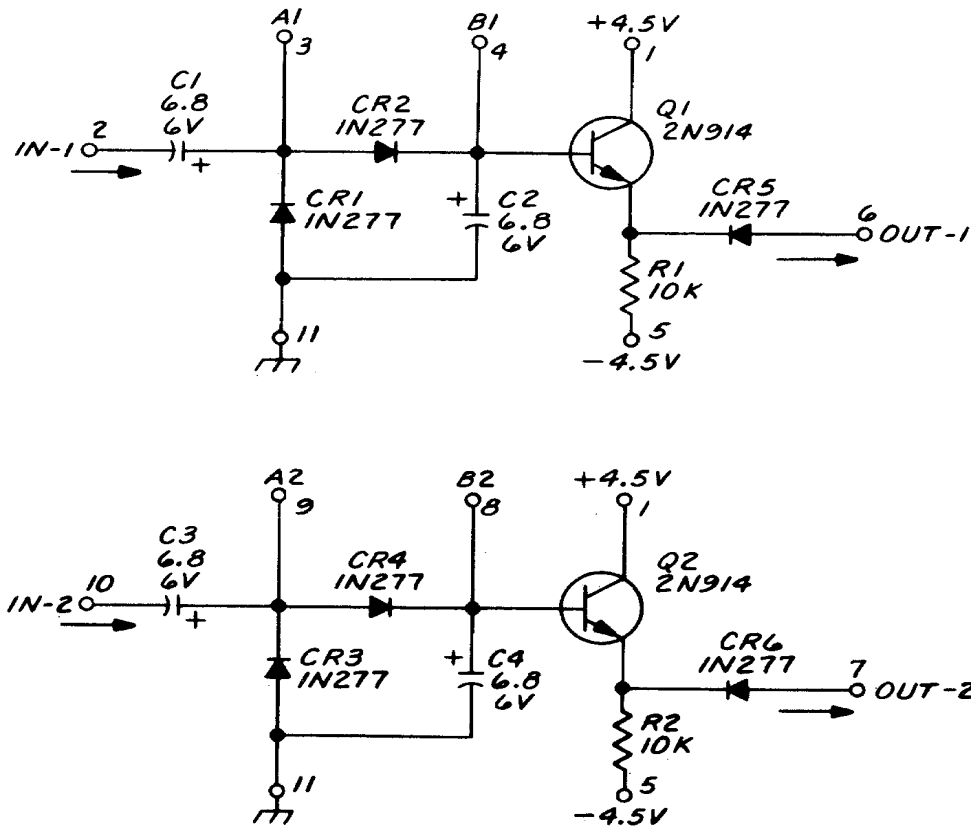 A1
3
B1
4
+4.5V
1
C1
6.8
6V
+
CR2
1N277
Q1
2N914
IN-1
2
CR1
1N277
+
C2
6.8
6V
CR5
1N277
6
OUT-1
R1
10K
11
5
-4.5V
A2
9
B2
8
+4.5V
1
C3
6.8
6V
+
CR4
1N277
Q2
2N914
IN-2
10
CR3
1N277
+
C4
6.8
6V
CR6
1N277
7
OUT-2
R2
10K
11
5
-4.5V